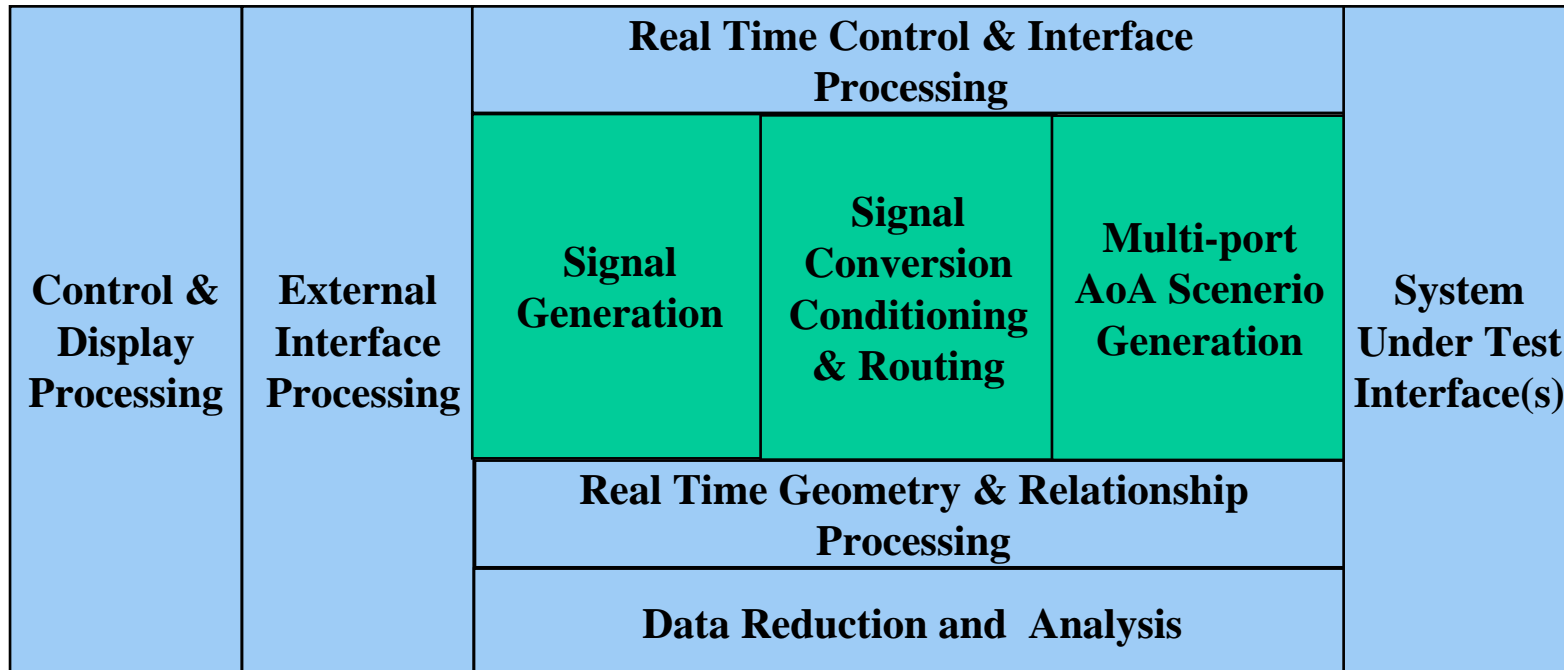 Control &
Display
Processing
External
Interface
Processing
Real Time Control & Interface
Processing
Signal
Generation
Signal
Conversion
Conditioning
& Routing
Multi-port
AoA Scenerio
Generation
Real Time Geometry & Relationship
Processing
Data Reduction and Analysis
System
Under Test
Interface(s)